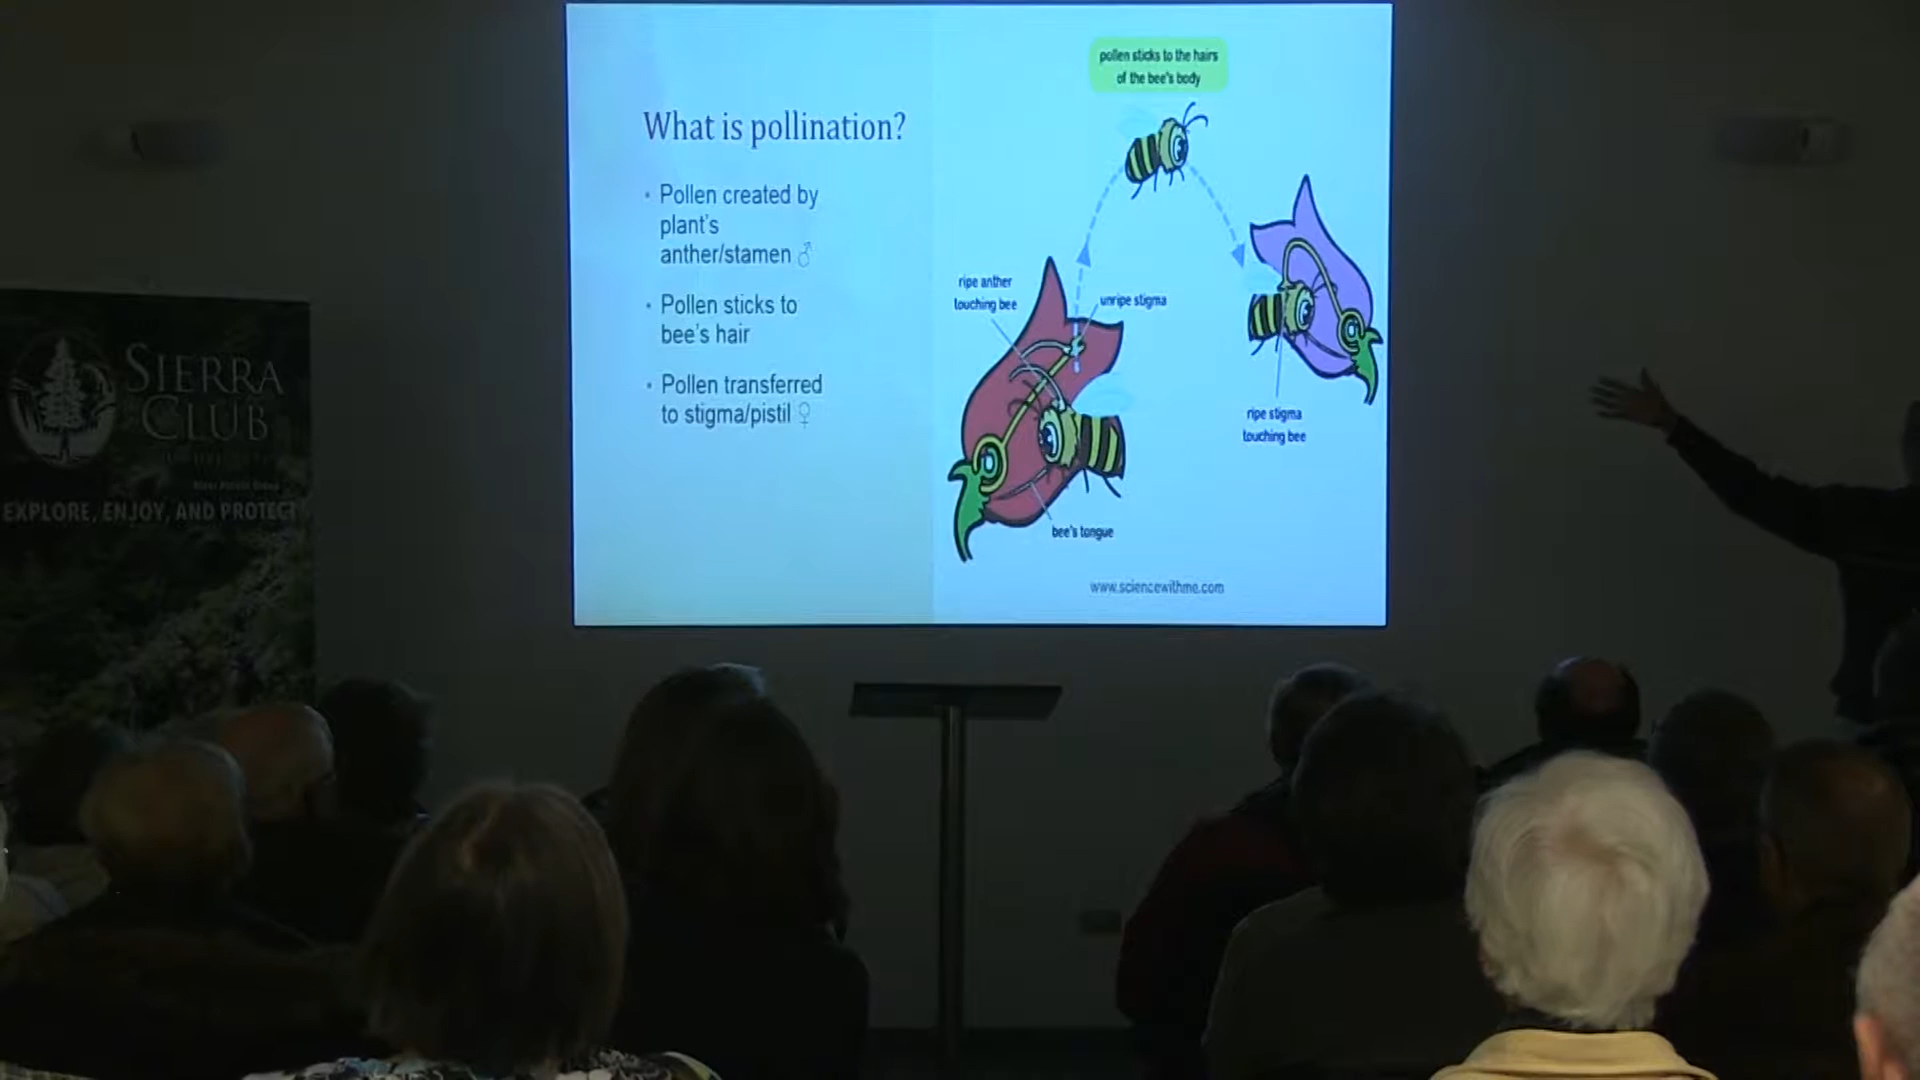 What is pollination?
• Pollen created by
plant's
anther/stamen ♂
• Pollen sticks to
bee's hair
• Pollen transferred
to stigma/pistil ♀
pollen sticks to the hairs
of the bee's body
ripe anther
touching bee
unripe stigma
bee's tongue
ripe stigma
touching bee
www.sciencewithme.com
SIERRA
CLUB
EXPLORE, ENJOY, AND PROTECT